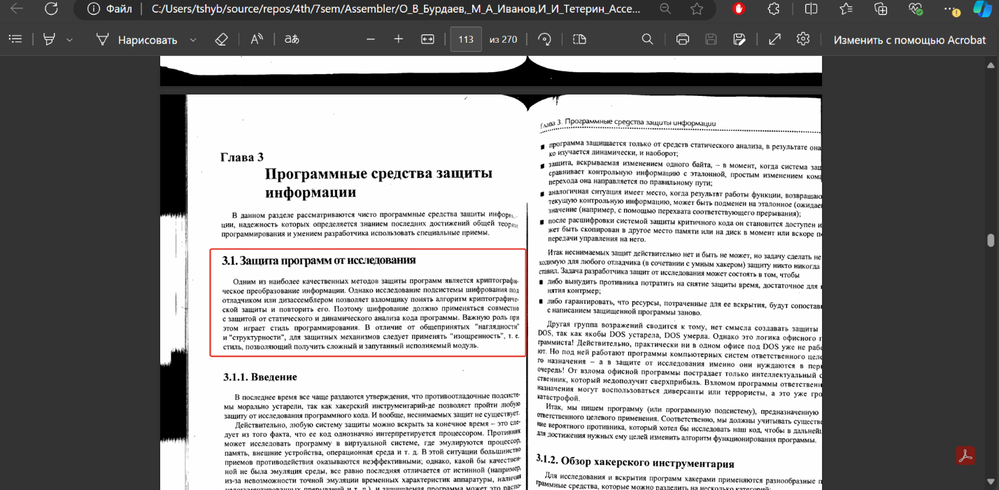 Файл
C:/Users/tshyb/source/repos/4th/7sem/Assembler/О_В_Бурдаев,_М_А_Иванов,И_И_Тетерин_Ассе...
Нарисовать
113
из 270
Изменить с помощью Acrobat
Глава 3
Программные средства защиты
информации
В данном разделе рассматриваются чисто программные средства защиты
ции, надежность которых определяется знанием последних достижений общей теории
программирования и умением разработчика использовать специальные приемы.
3.1. Защита программ от исследования
Одним из наиболее качественных методов защиты программ является криптографи-
ческое преобразование информации. Однако исследование подсистемы шифрования под
отладчиком или дизассемблером позволяет взломщику понять алгоритм криптографиче-
ской защиты и повторить его. Поэтому шифрование должно применяться совместно
с защитой от статического и динамического анализа кода программы. Важную роль при
этом играет стиль программирования. В отличие от общепринятых "наглядности"
и "структурности", для защитных механизмов следует применять "изощренность", т. е.
стиль, позволяющий получить сложный и запутанный исполняемый модуль.
3.1.1. Введение
В последнее время все чаще раздаются утверждения, что противоотладочные подсисте-
мы морально устарели, так как хакерский инструментарий-де позволяет пройти любую
защиту от исследования программного кода. И вообще, неснимаемых защит не существует.
Действительно, любую систему защиты можно вскрыть за конечное время – это сле-
дует из того факта, что ее код однозначно интерпретируется процессором. Противник
может исследовать программу в виртуальной системе, где эмулируются процессор,
память, внешние устройства, операционная среда и т. д. В этой ситуации большинство
приемов противодействия оказываются неэффективными; однако, какой бы качествен-
ной не была эмуляция среды, все равно последняя отличается от истинной (например,
из-за невозможности точной эмуляции временных характеристик аппаратуры, наличия
недокументированных прерываний и т. п.), и защищаемая программа может это распо-
Глава 3. Программные средства защиты информации
программа защищается только от средств статического анализа, в результате она
ко изучается динамически, и наоборот;
защита, вскрываемая изменением одного байта, – в момент, когда система защ
сравнивает контрольную информацию с эталонной, простым изменением кома
перехода она направляется по правильному пути;
аналогичная ситуация имеет место, когда результат работы функции, возвращаю
текущую контрольную информацию, может быть подменен на эталонное (ожидае
значение (например, с помощью перехвата соответствующего прерывания);
после расшифровки системой защиты критичного кода он становится доступен и
жет быть скопирован в другое место памяти или на диск в момент или вскоре п
передачи управления на него.
Итак неснимаемых защит действительно нет и быть не может, но задачу сделать не
ходимую для любого отладчика (в сочетании с умным хакером) защиту никто никогда
ставил. Задача разработчика защит от исследования может состоять в том, чтобы
либо вынудить противника потратить на снятие защиты время, достаточное для
нятия контрмер;
либо гарантировать, что ресурсы, потраченные для ее вскрытия, будут сопостав
с написанием защищенной программы заново.
Другая группа возражений сводится к тому, нет смысла создавать защиты
DOS, так как якобы DOS устарела, DOS умерла. Однако это логика офисного п
граммиста! Действительно, практически ни в одном офисе под DOS уже не рабо
ют. Но под ней работают программы компьютерных систем ответственного целе
го назначения – а в защите от исследования именно они нуждаются в пер
очередь! От взлома офисной программы пострадает только интеллектуальный с
ственник, который недополучит сверхприбыль. Взломом программы ответственн
назначения могут воспользоваться диверсанты или террористы, а это уже гро
катастрофой.
Итак, мы пишем программу (или программную подсистему), предназначенную
ответственного целевого применения. Соответственно, мы должны учитывать существо
ние вероятного противника, который хотел бы исследовать наш код, чтобы в дальнейш
для достижения нужных ему целей изменить алгоритм функционирования программы.
3.1.2. Обзор хакерского инструментария
Для исследования и вскрытия программ хакерами применяются разнообразные п
граммные средства, которые можно разделить на несколько категорий: